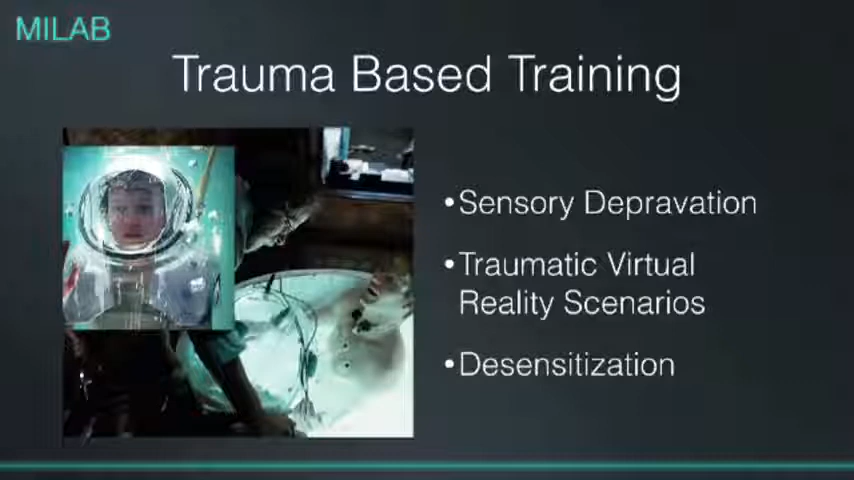 MILAB
Trauma Based Training
•Sensory Depravation
•Traumatic Virtual
Reality Scenarios
•Desensitization